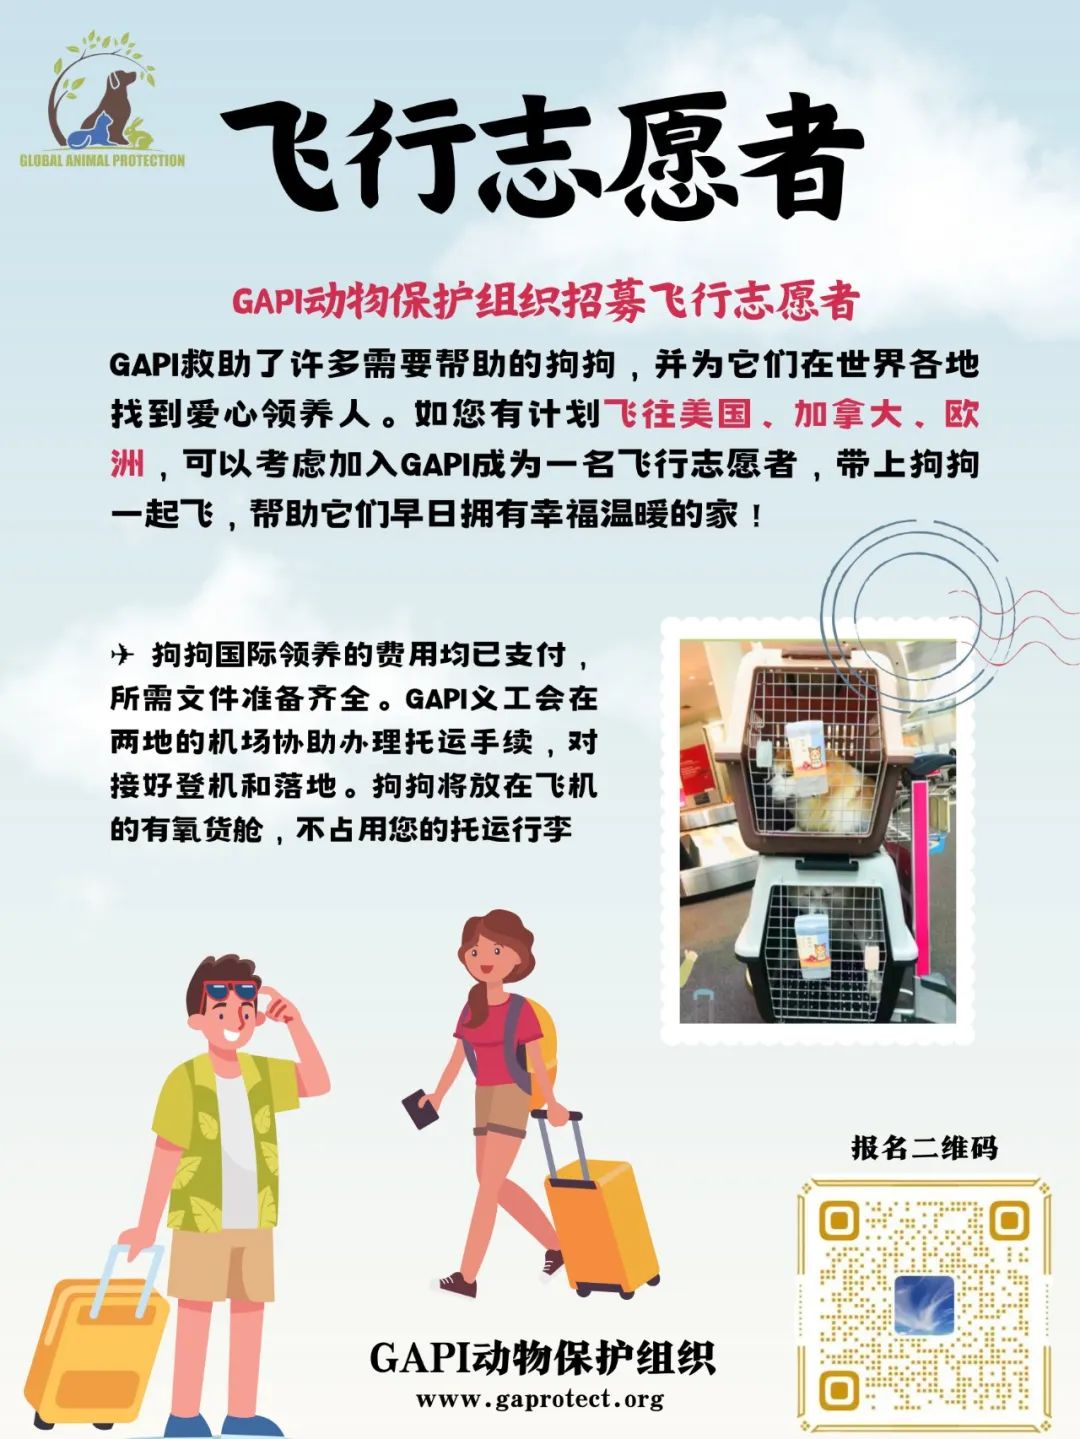 GLOBAL ANIMAL PROTECTION
飞行志愿者
GAPI动物保护组织招募飞行志愿者
GAPI救助了许多需要帮助的狗狗，并为它们在世界各地
找到爱心领养人。如您有计划飞往美国、加拿大、欧
洲，可以考虑加入GAPI成为一名飞行志愿者，带上狗狗
一起飞，帮助它们早日拥有幸福温暖的家！
✈ 狗狗国际领养的费用均已支付，
所需文件准备齐全。GAPI义工会在
两地的机场协助办理托运手续，对
接好登机和落地。狗狗将放在飞机
的有氧货舱，不占用您的托运行李
报名二维码
GAPI动物保护组织
www.gaprotect.org